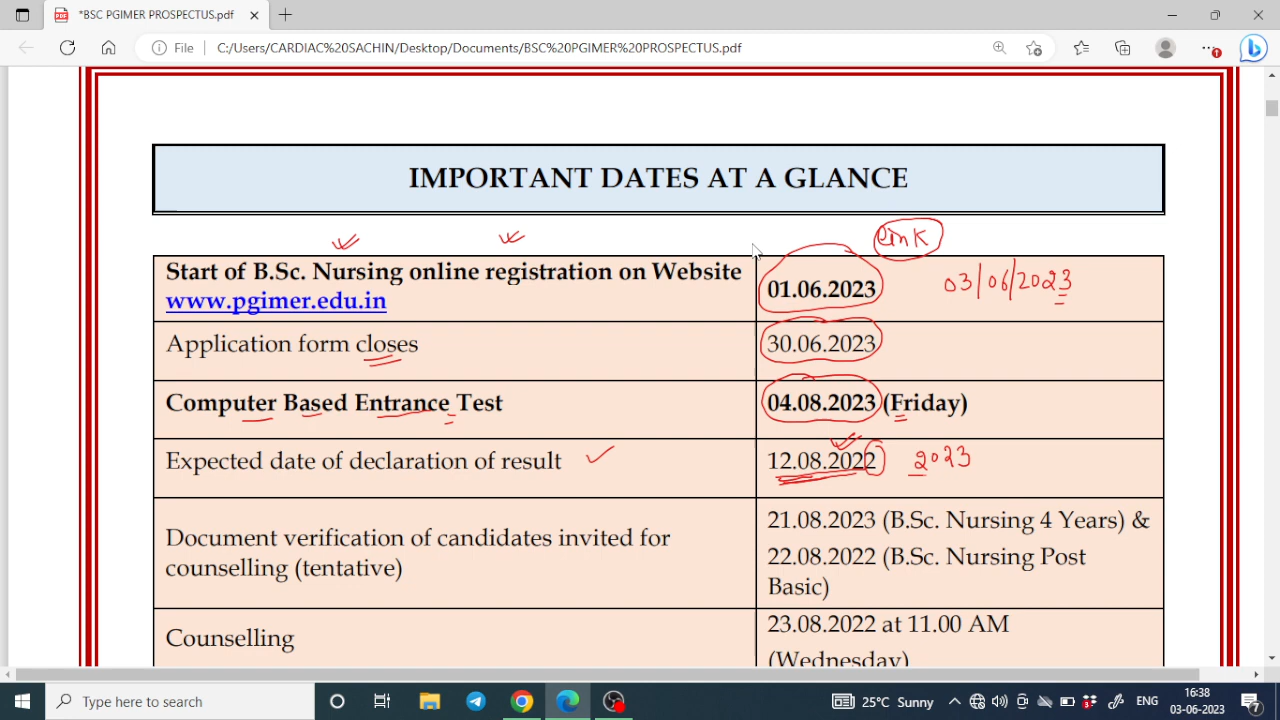 *BSC PGIMER PROSPECTUS.pdf
File
C:/Users/CARDIAC%20SACHIN/Desktop/Documents/BSC%20PGIMER%20PROSPECTUS.pdf
IMPORTANT DATES AT A GLANCE
link
Start of B.Sc. Nursing online registration on Website
www.pgimer.edu.in
01.06.2023
03/06/2023
Application form closes
30.06.2023
Computer Based Entrance Test
04.08.2023 (Friday)
Expected date of declaration of result
12.08.2022
2023
Document verification of candidates invited for
counselling (tentative)
21.08.2023 (B.Sc. Nursing 4 Years) &
22.08.2022 (B.Sc. Nursing Post
Basic)
Counselling
23.08.2022 at 11.00 AM
(Wednesday)
Type here to search
25°C Sunny
ENG
16:38
03-06-2023
7